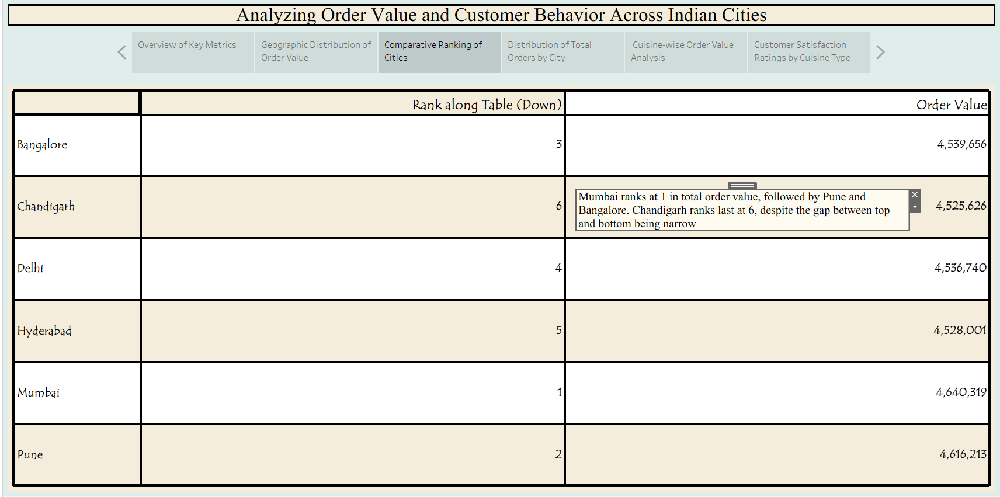 Analyzing Order Value and Customer Behavior Across Indian Cities
Overview of Key Metrics
Geographic Distribution of
Order Value
Comparative Ranking of
Cities
Distribution of Total
Orders by City
Cuisine-wise Order Value
Analysis
Customer Satisfaction
Ratings by Cuisine Type
Rank along Table (Down) Order Value
Bangalore 3 4,539,656
Chandigarh 6 4,525,626
Mumbai ranks at 1 in total order value, followed by Pune and
Bangalore. Chandigarh ranks last at 6, despite the gap between top
and bottom being narrow
Delhi 4 4,536,740
Hyderabad 5 4,528,001
Mumbai 1 4,640,319
Pune 2 4,616,213